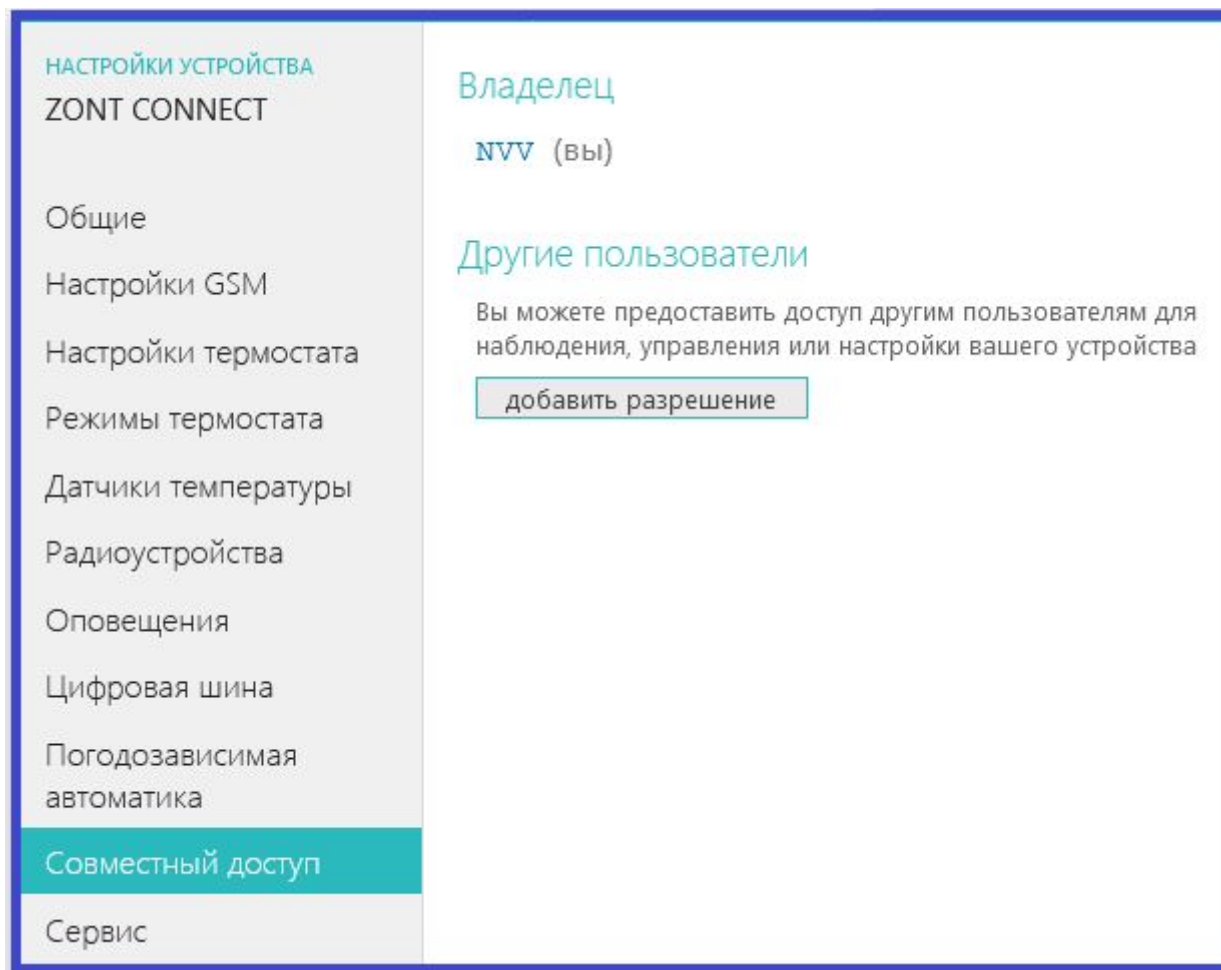 НАСТРОЙКИ УСТРОЙСТВА
ZONT CONNECT
Общие
Настройки GSM
Настройки термостата
Режимы термостата
Датчики температуры
Радиоустройства
Оповещения
Цифровая шина
Погодозависимая
автоматика
Совместный доступ
Сервис
Владелец
NVV (вы)
Другие пользователи
Вы можете предоставить доступ другим пользователям для
наблюдения, управления или настройки вашего устройства
добавить разрешение